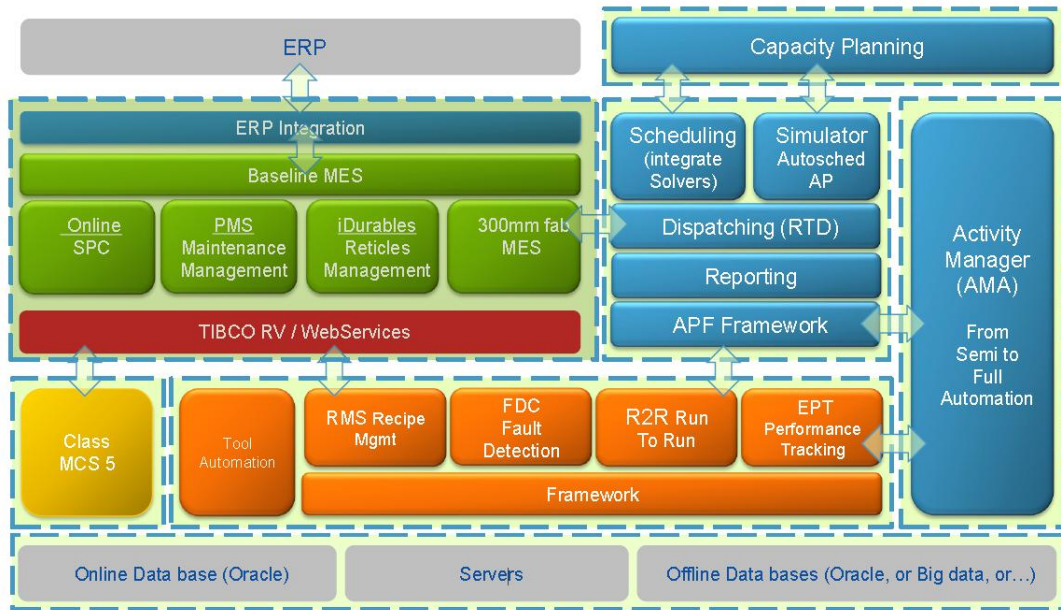 ERP
Capacity Planning
ERP Integration
Baseline MES
Online
SPC
PMS
Maintenance
Management
iDurables
Reticles
Management
300mm fab
MES
TIBCO RV / WebServices
Scheduling
(integrate
Solvers)
Simulator
Autosched
AP
Dispatching (RTD)
Reporting
APF Framework
Activity
Manager
(AMA)
From
Semi to
Full
Automation
Class
MCS 5
Tool
Automation
RMS Recipe
Mgmt
FDC
Fault
Detection
R2R Run
To Run
EPT
Performance
Tracking
Framework
Online Data base (Oracle)
Servers
Offline Data bases (Oracle, or Big data, or…)